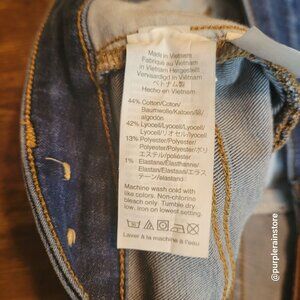 Made in Vietnam
Fabriqué au Vietnam
In Vietnam Hergestellt
Vervaardigd in Vietnam
ベトナム製
Hecho en Vietnam
44% Cotton/Coton/
Baumwolle/Katoen/綿/
algodón
42% Lyocell/Lyocell/
Lyocell/リヨセル/lyocell
13% Polyester/Polyester/
Polyester/Polyester/ポリ
エステル/poliéster
1% Elastane/Élasthanne/
Elastan/Elastaan/エラス
テーン/elastano
Machine wash cold with
like colors. Non-chlorine
bleach only. Tumble dry
low. Iron on lowest setting.
Laver à la machine à l'eau
@purplerainstore